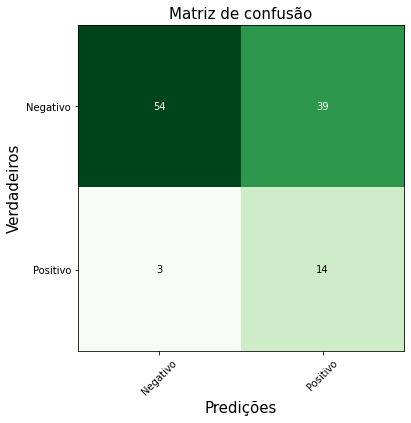 Matriz de confusão
Verdadeiros
Negativo
54
39
Positivo
3
14
Negativo
Positivo
Predições